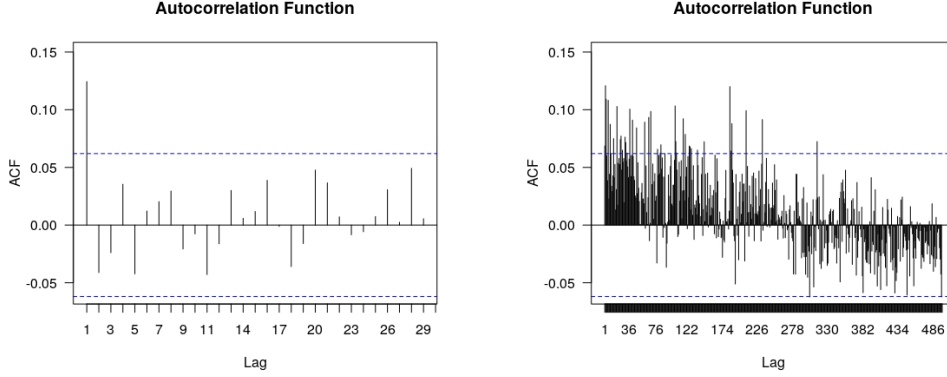 Autocorrelation Function
ACF
0.15
0.10
0.05
0.00
-0.05
1 3 5 7 9 11 14 17 20 23 26 29
Lag
Autocorrelation Function
ACF
0.15
0.10
0.05
0.00
-0.05
1 36 76 122 174 226 278 330 382 434 486
Lag